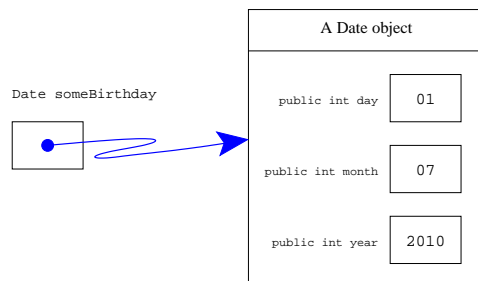 A Date object
Date someBirthday
public int day 01
public int month 07
public int year 2010